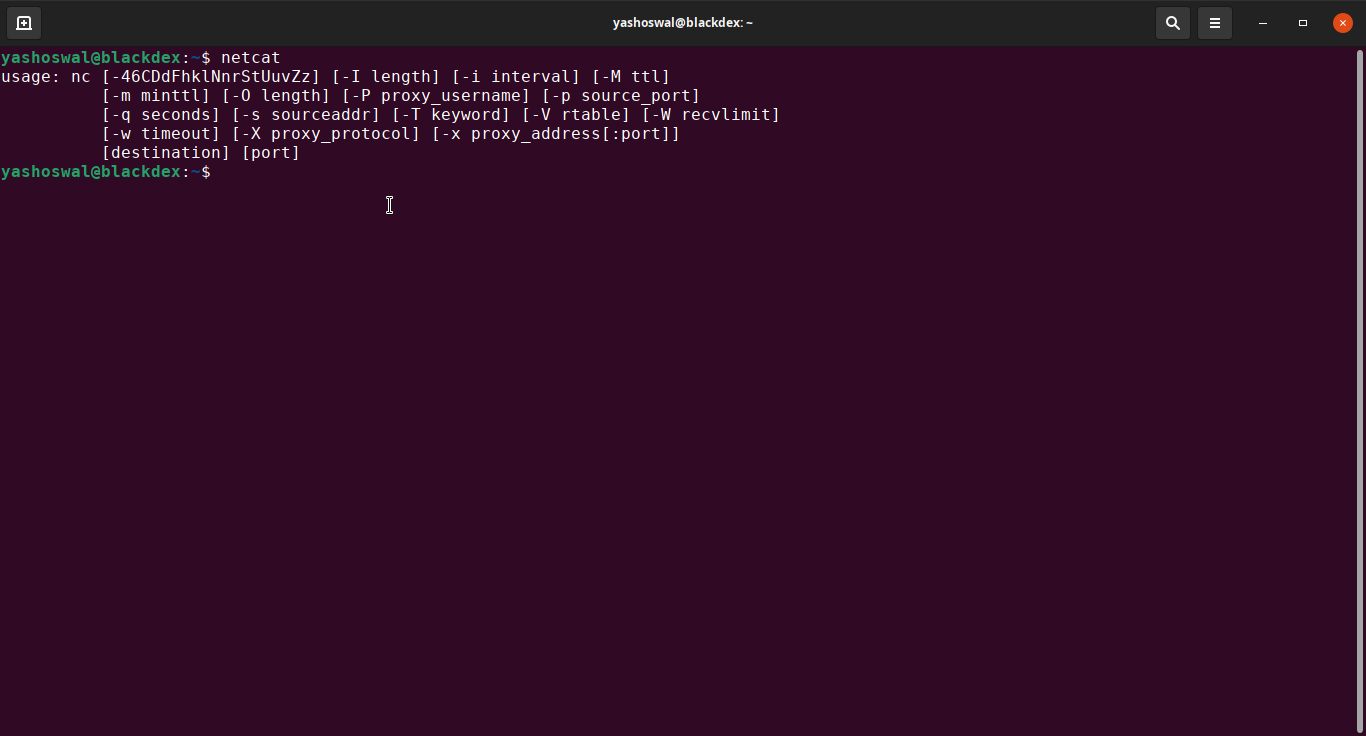 yashoswal@blackdex: ~
yashoswal@blackdex:~$ netcat
usage: nc [-46CDdFhklNnrStUuvZz] [-I length] [-i interval] [-M ttl]
          [-m minttl] [-O length] [-P proxy_username] [-p source_port]
          [-q seconds] [-s sourceaddr] [-T keyword] [-V rtable] [-W recvlimit]
          [-w timeout] [-X proxy_protocol] [-x proxy_address[:port]]
          [destination] [port]
yashoswal@blackdex:~$